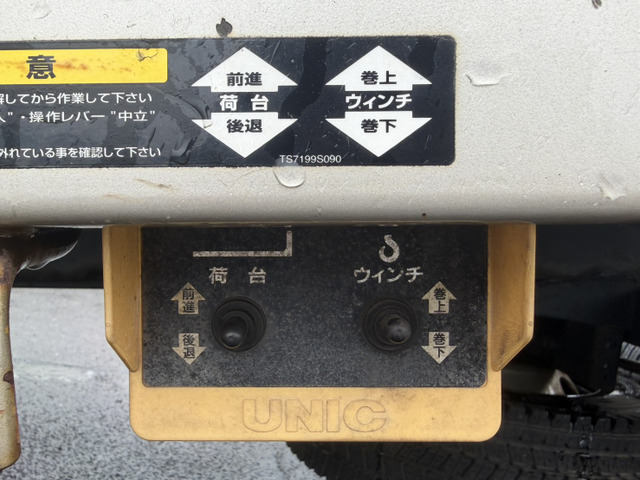 意
解してから作業して下さい
"・操作レバー "中立"
外れている事を確認して下さい
前進
荷台
後退
巻上
ウィンチ
巻下
TS7199S090
荷台
前進
後退
ウィンチ
巻上
巻下
UNIC